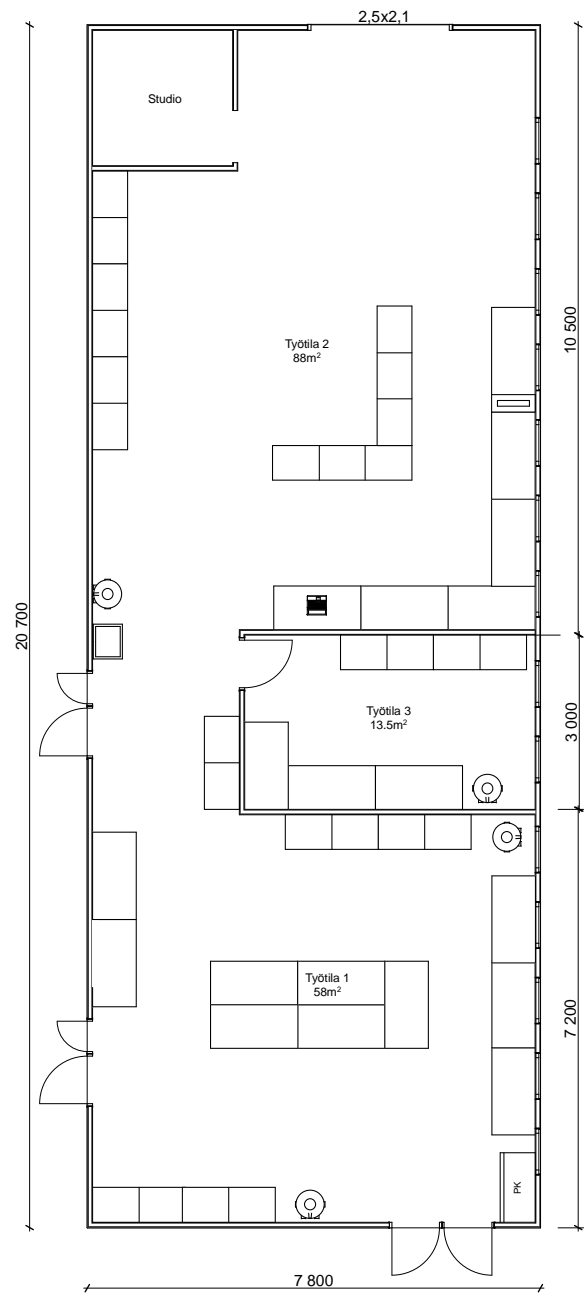 2,5x2,1
Studio
10 500
Työtila 2
88m²
20 700
Työtila 3
13.5m²
3 000
Työtila 1
58m²
7 200
PK
7 800